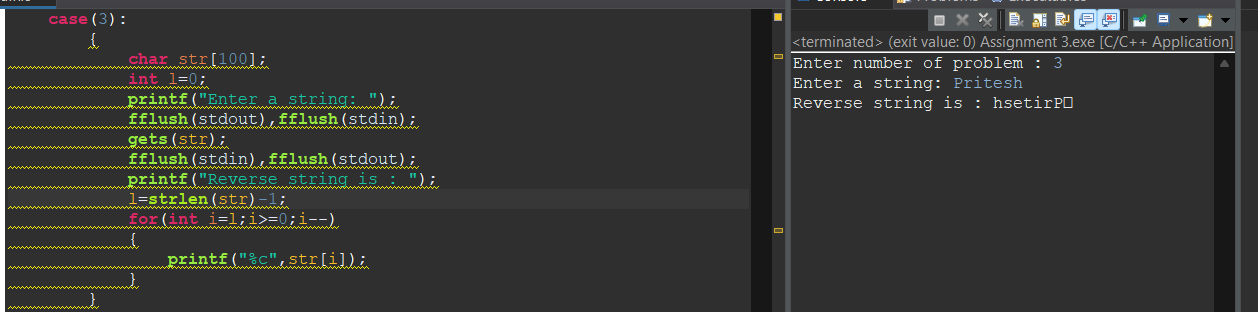 case(3):
{
char str[100];
int l=0;
printf("Enter a string: ");
fflush(stdout),fflush(stdin);
gets(str);
fflush(stdin),fflush(stdout);
printf("Reverse string is : ");
l=strlen(str)-1;
for(int i=l;i>=0;i--)
{
printf("%c",str[i]);
}
}
<terminated> (exit value: 0) Assignment 3.exe [C/C++ Application]
Enter number of problem : 3
Enter a string: Pritesh
Reverse string is : hsetirP□